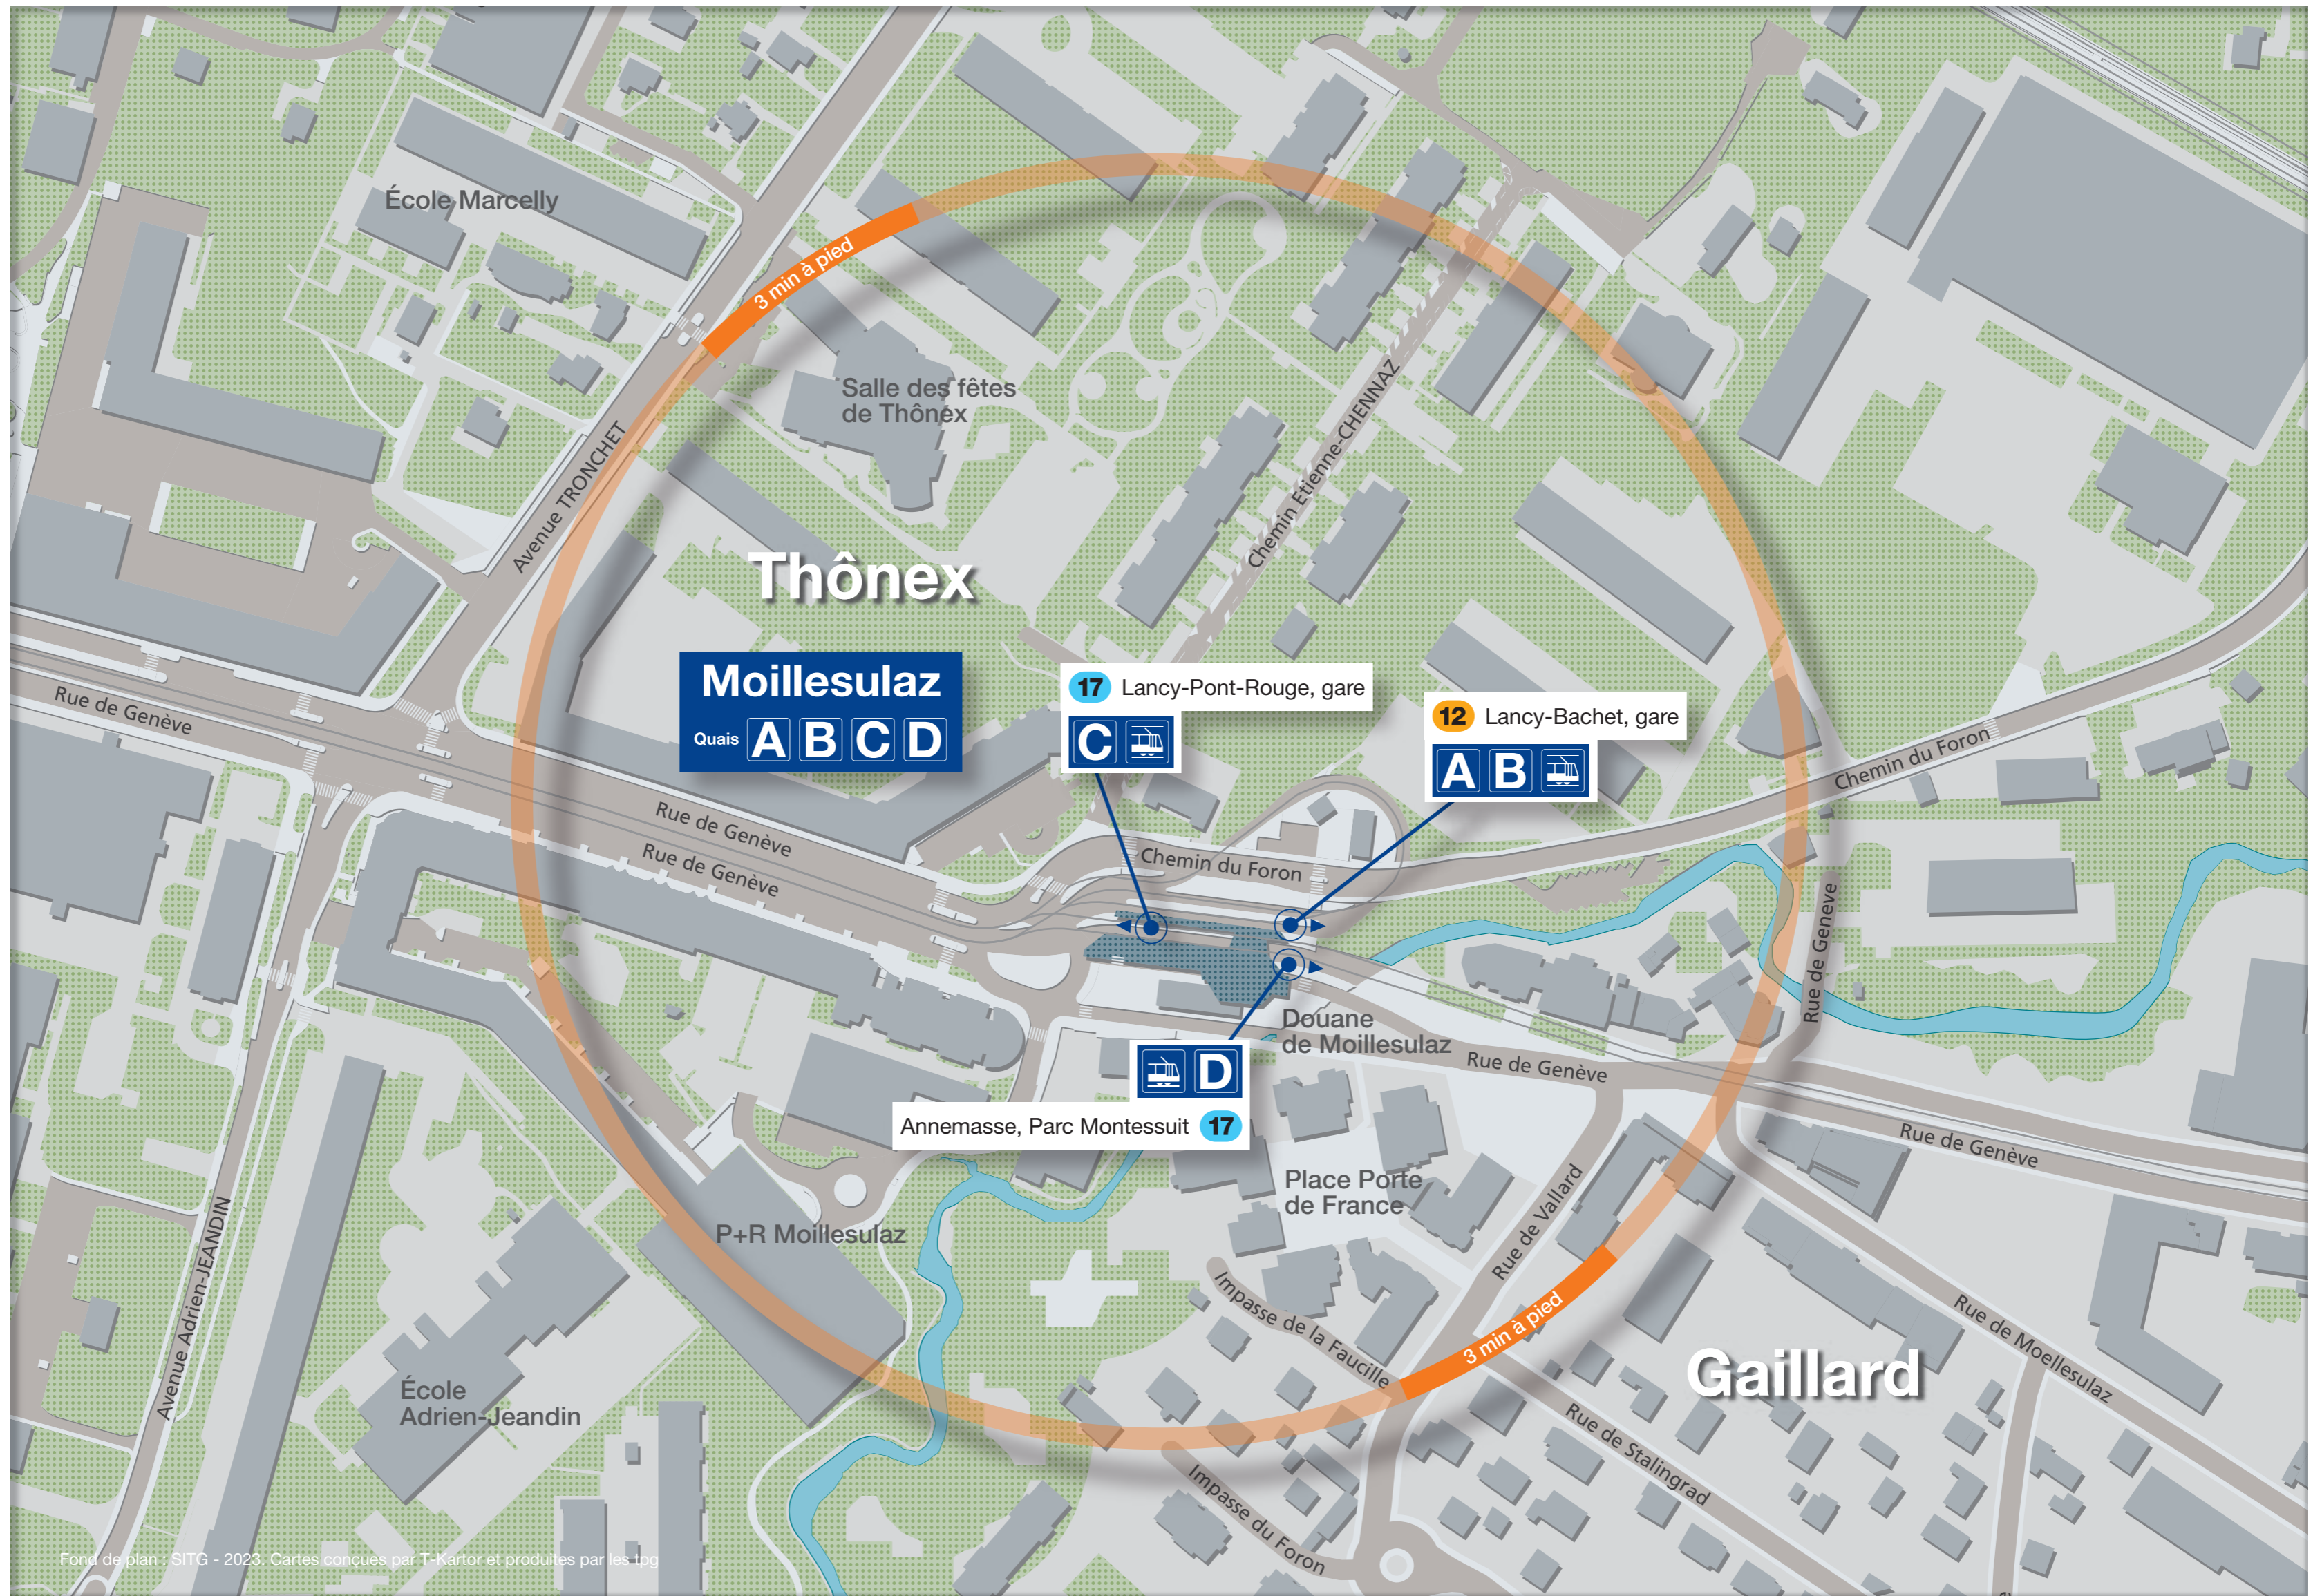 École Marcelly
3 min à pied
Salle des fêtes
de Thônex
Avenue TRONCHET
Chemin Etienne-CHENNAZ
Thônex
Moillesulaz
Quais A B C D
17 Lancy-Pont-Rouge, gare
C
12 Lancy-Bachet, gare
A B
Rue de Genève
Rue de Genève
Rue de Genève
Chemin du Foron
Chemin du Foron
Rue de Geneve
Douane
de Moillesulaz
Rue de Genève
D
Annemasse, Parc Montessuit 17
Rue de Genève
Place Porte
de France
Rue de Vallard
P+R Moillesulaz
Avenue Adrien-JEANDIN
Impasse de la Faucille
3 min à pied
Rue de Moellesulaz
Gaillard
École
Adrien-Jeandin
Rue de Stalingrad
Impasse du Foron
Fond de plan : SITG - 2023. Cartes conçues par T-Kartor et produites par les tpg